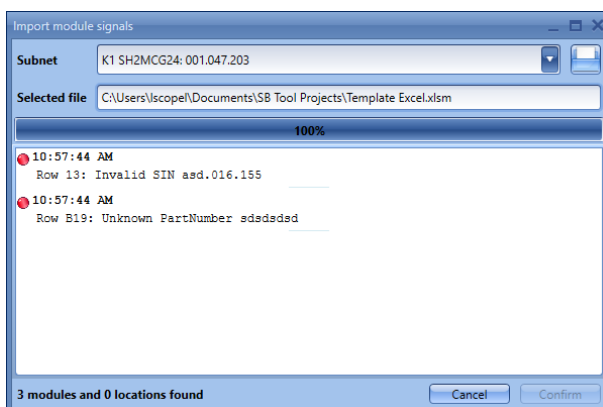 Import module signals
Subnet K1 SH2MCG24: 001.047.203
Selected file C:\Users\lscopel\Documents\SB Tool Projects\Template Excel.xlsm
100%
10:57:44 AM
Row 13: Invalid SIN asd.016.155
10:57:44 AM
Row B19: Unknown PartNumber sdsdsdsd
3 modules and 0 locations found Cancel Confirm